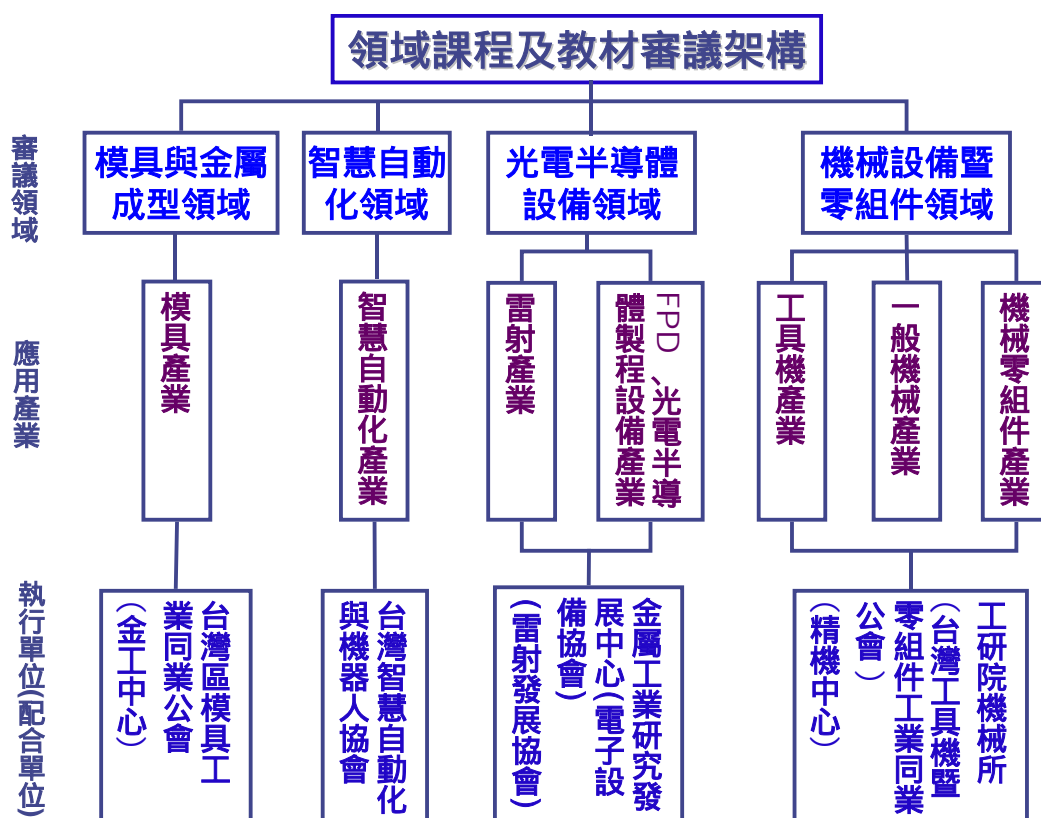 領域課程及教材審議架構
審議領域
模具與金屬
成型領域
智慧自動
化領域
光電半導體
設備領域
機械設備暨
零組件領域
應用產業
模具產業
智慧自動化產業
雷射產業
FPD、光電半導
體製程設備產業
工具機產業
一般機械產業
機械零組件產業
執行單位(配合單位)
台灣區模具工
業同業公會
(金工中心)
台灣智慧自動化
與機器人協會
金屬工業研究發
展中心(電子設
備協會)
(雷射發展協會)
工研院機械所
(台灣工具機暨
零組件工業同業
公會)
(精機中心)